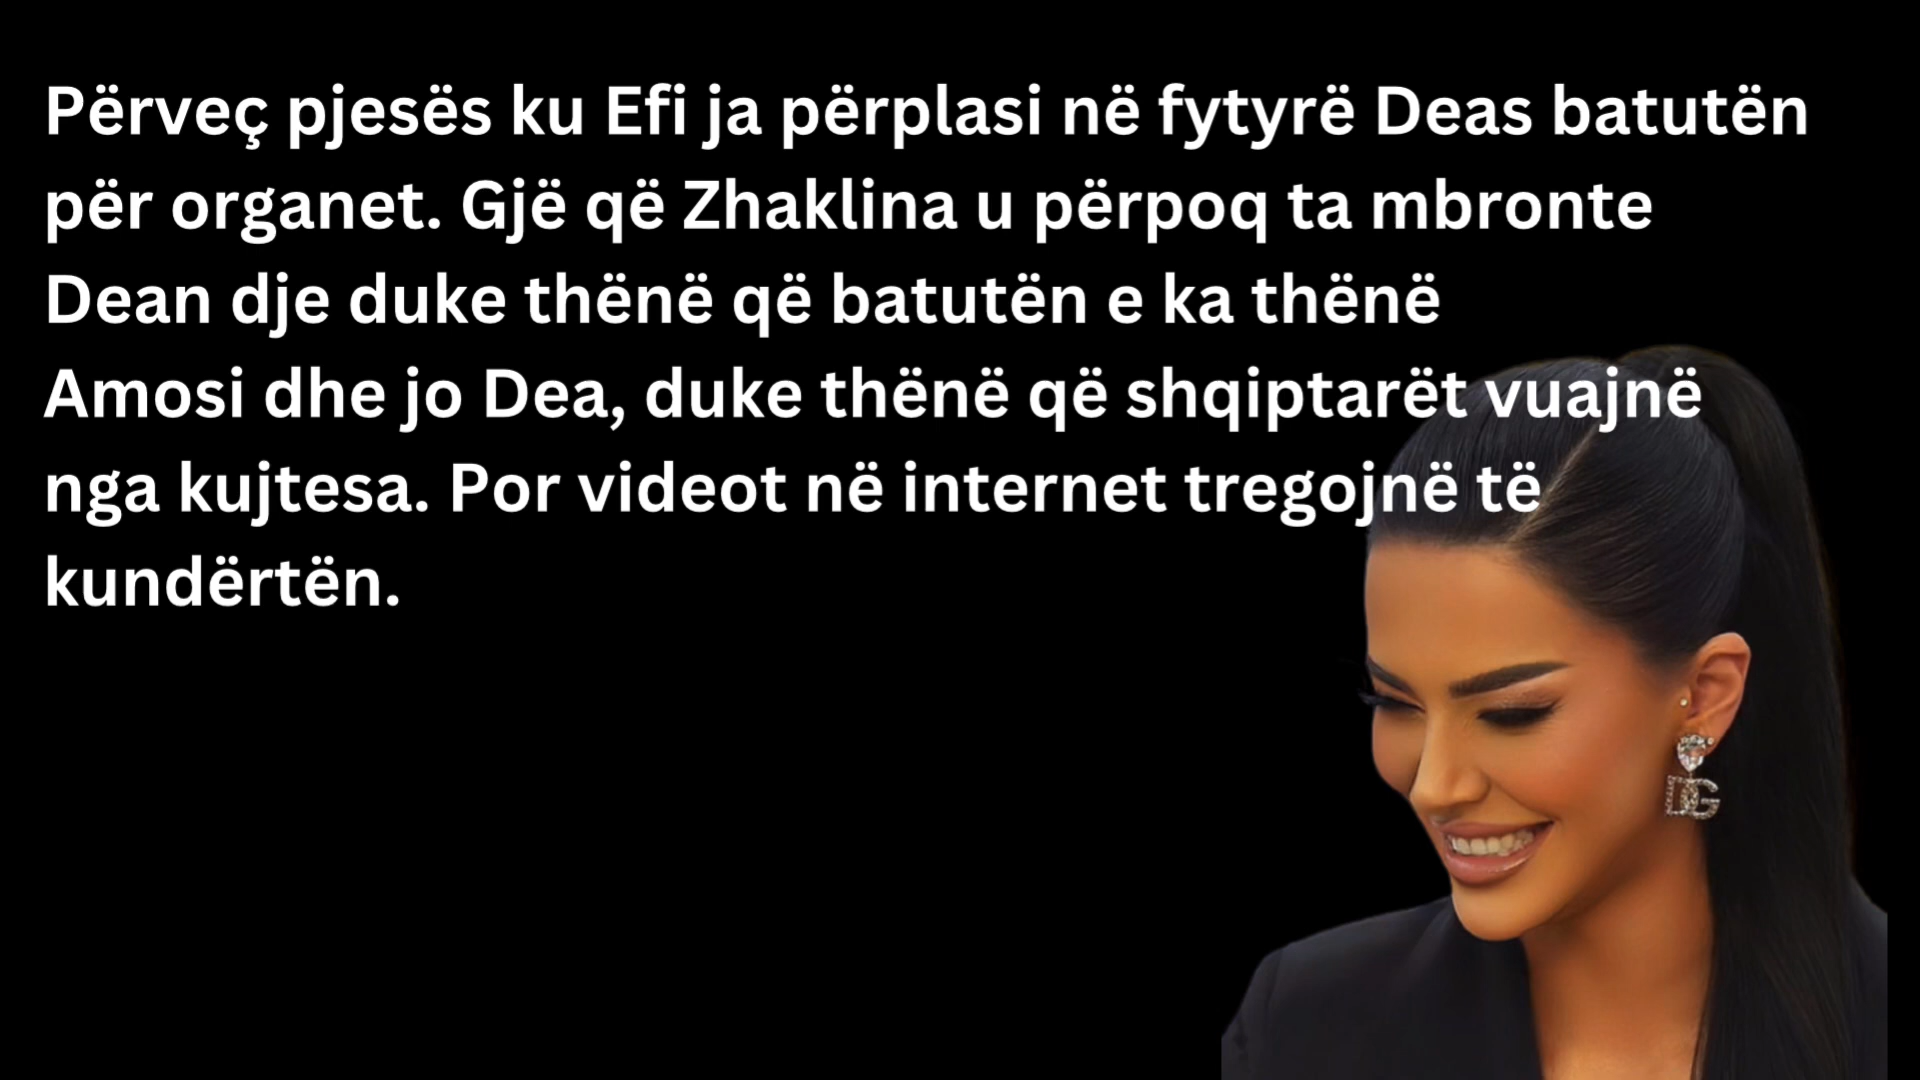 Përveç pjesës ku Efi ja përplasi në fytyrë Deas batutën
për organet. Gjë që Zhaklina u përpoq ta mbronte
Dean dje duke thënë që batutën e ka thënë
Amosi dhe jo Dea, duke thënë që shqiptarët vuajnë
nga kujtesa. Por videot në internet tregojnë të
kundërtën.
DG